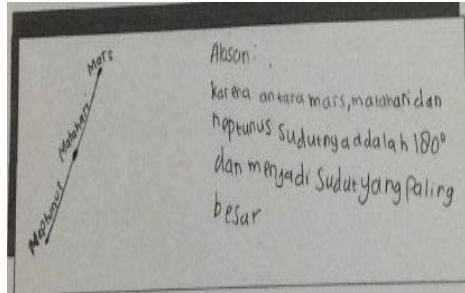 Mars
Matahari
Neptunus
Alasan:
Karena antara mars, matahari dan
neptunus sudutnya adalah 180°
dan menjadi sudut yang paling
besar